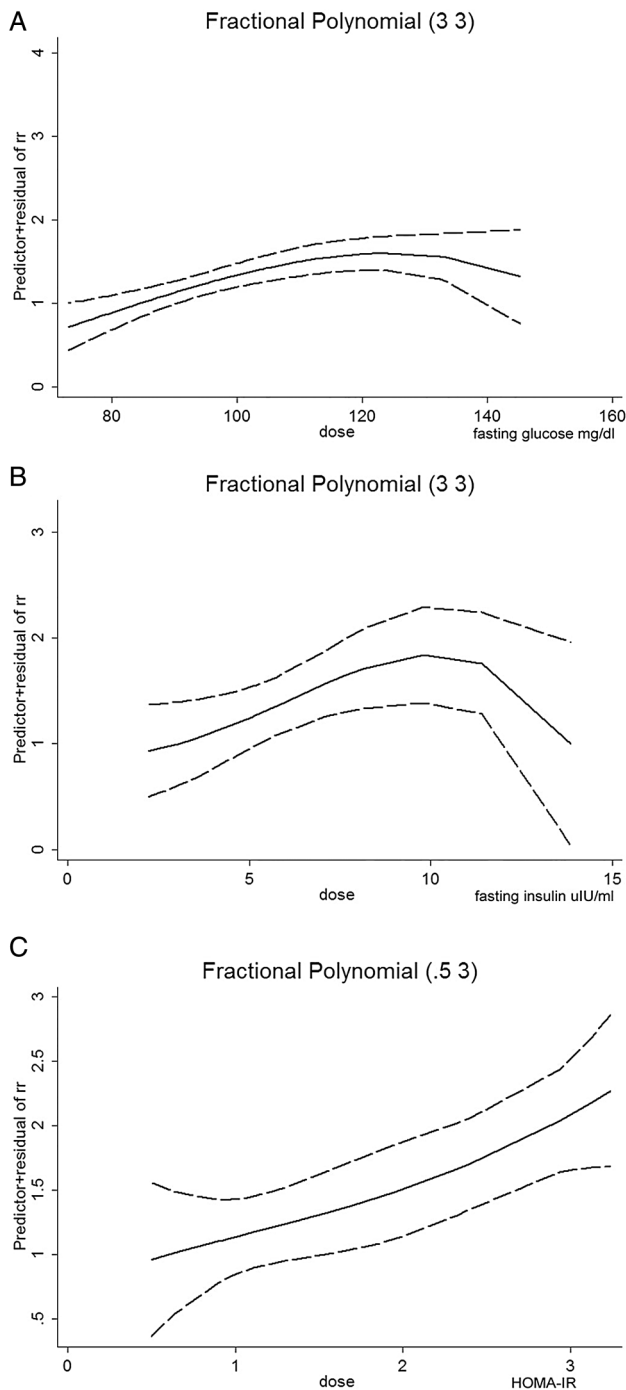 A
Fractional Polynomial (3 3)
Predictor+residual of rr
4
3
2
1
0
80 100 120 140 160
dose
fasting glucose mg/dl
B
Fractional Polynomial (3 3)
Predictor+residual of rr
3
2
1
0
0 5 10 15
dose
fasting insulin uIU/ml
C
Fractional Polynomial (.5 3)
Predictor+residual of rr
3
2.5
2
1.5
1
.5
0 1 2 3
dose
HOMA-IR